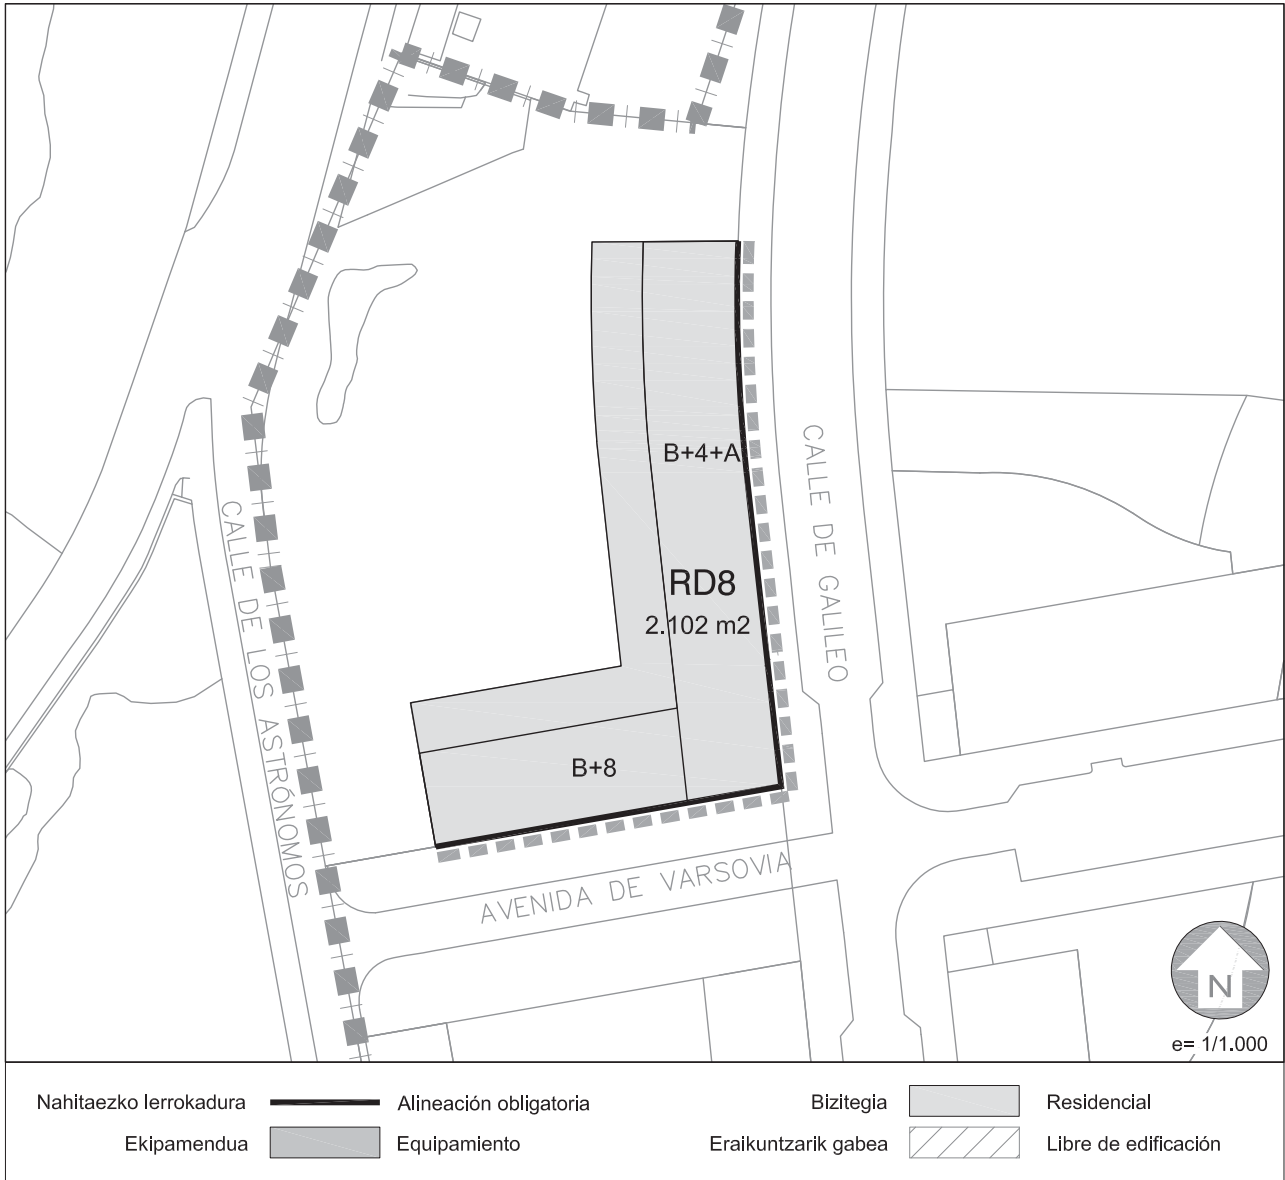 B+4+A
CALLE DE GALILEO
RD8
2.102 m2
CALLE DE LOS ASTRÓNOMOS
B+8
AVENIDA DE VARSOVIA
N
e= 1/1.000
Nahitaezko lerrokadura
Alineación obligatoria
Bizitegia
Residencial
Ekipamendua
Equipamiento
Eraikuntzarik gabea
Libre de edificación